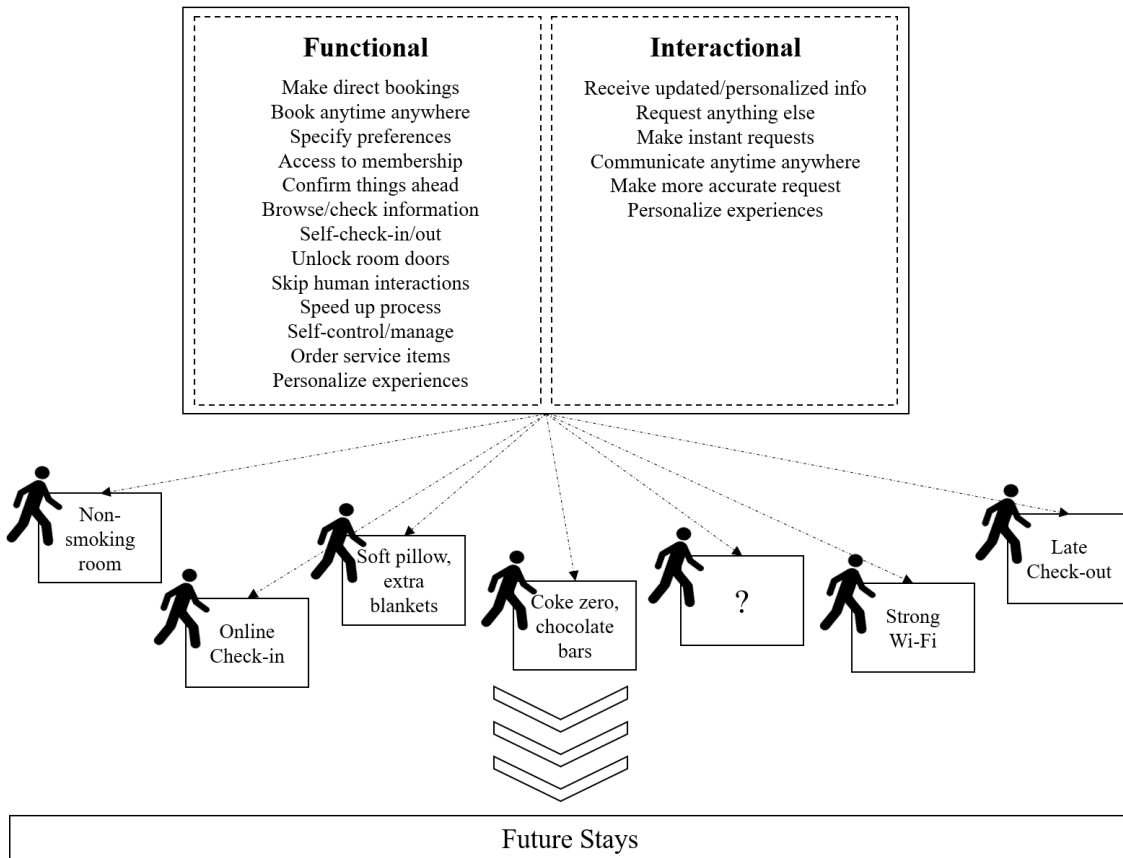 Functional
Make direct bookings
Book anytime anywhere
Specify preferences
Access to membership
Confirm things ahead
Browse/check information
Self-check-in/out
Unlock room doors
Skip human interactions
Speed up process
Self-control/manage
Order service items
Personalize experiences
Interactional
Receive updated/personalized info
Request anything else
Make instant requests
Communicate anytime anywhere
Make more accurate request
Personalize experiences
Non-
smoking
room
Online
Check-in
Soft pillow,
extra
blankets
Coke zero,
chocolate
bars
?
Strong
Wi-Fi
Late
Check-out
Future Stays